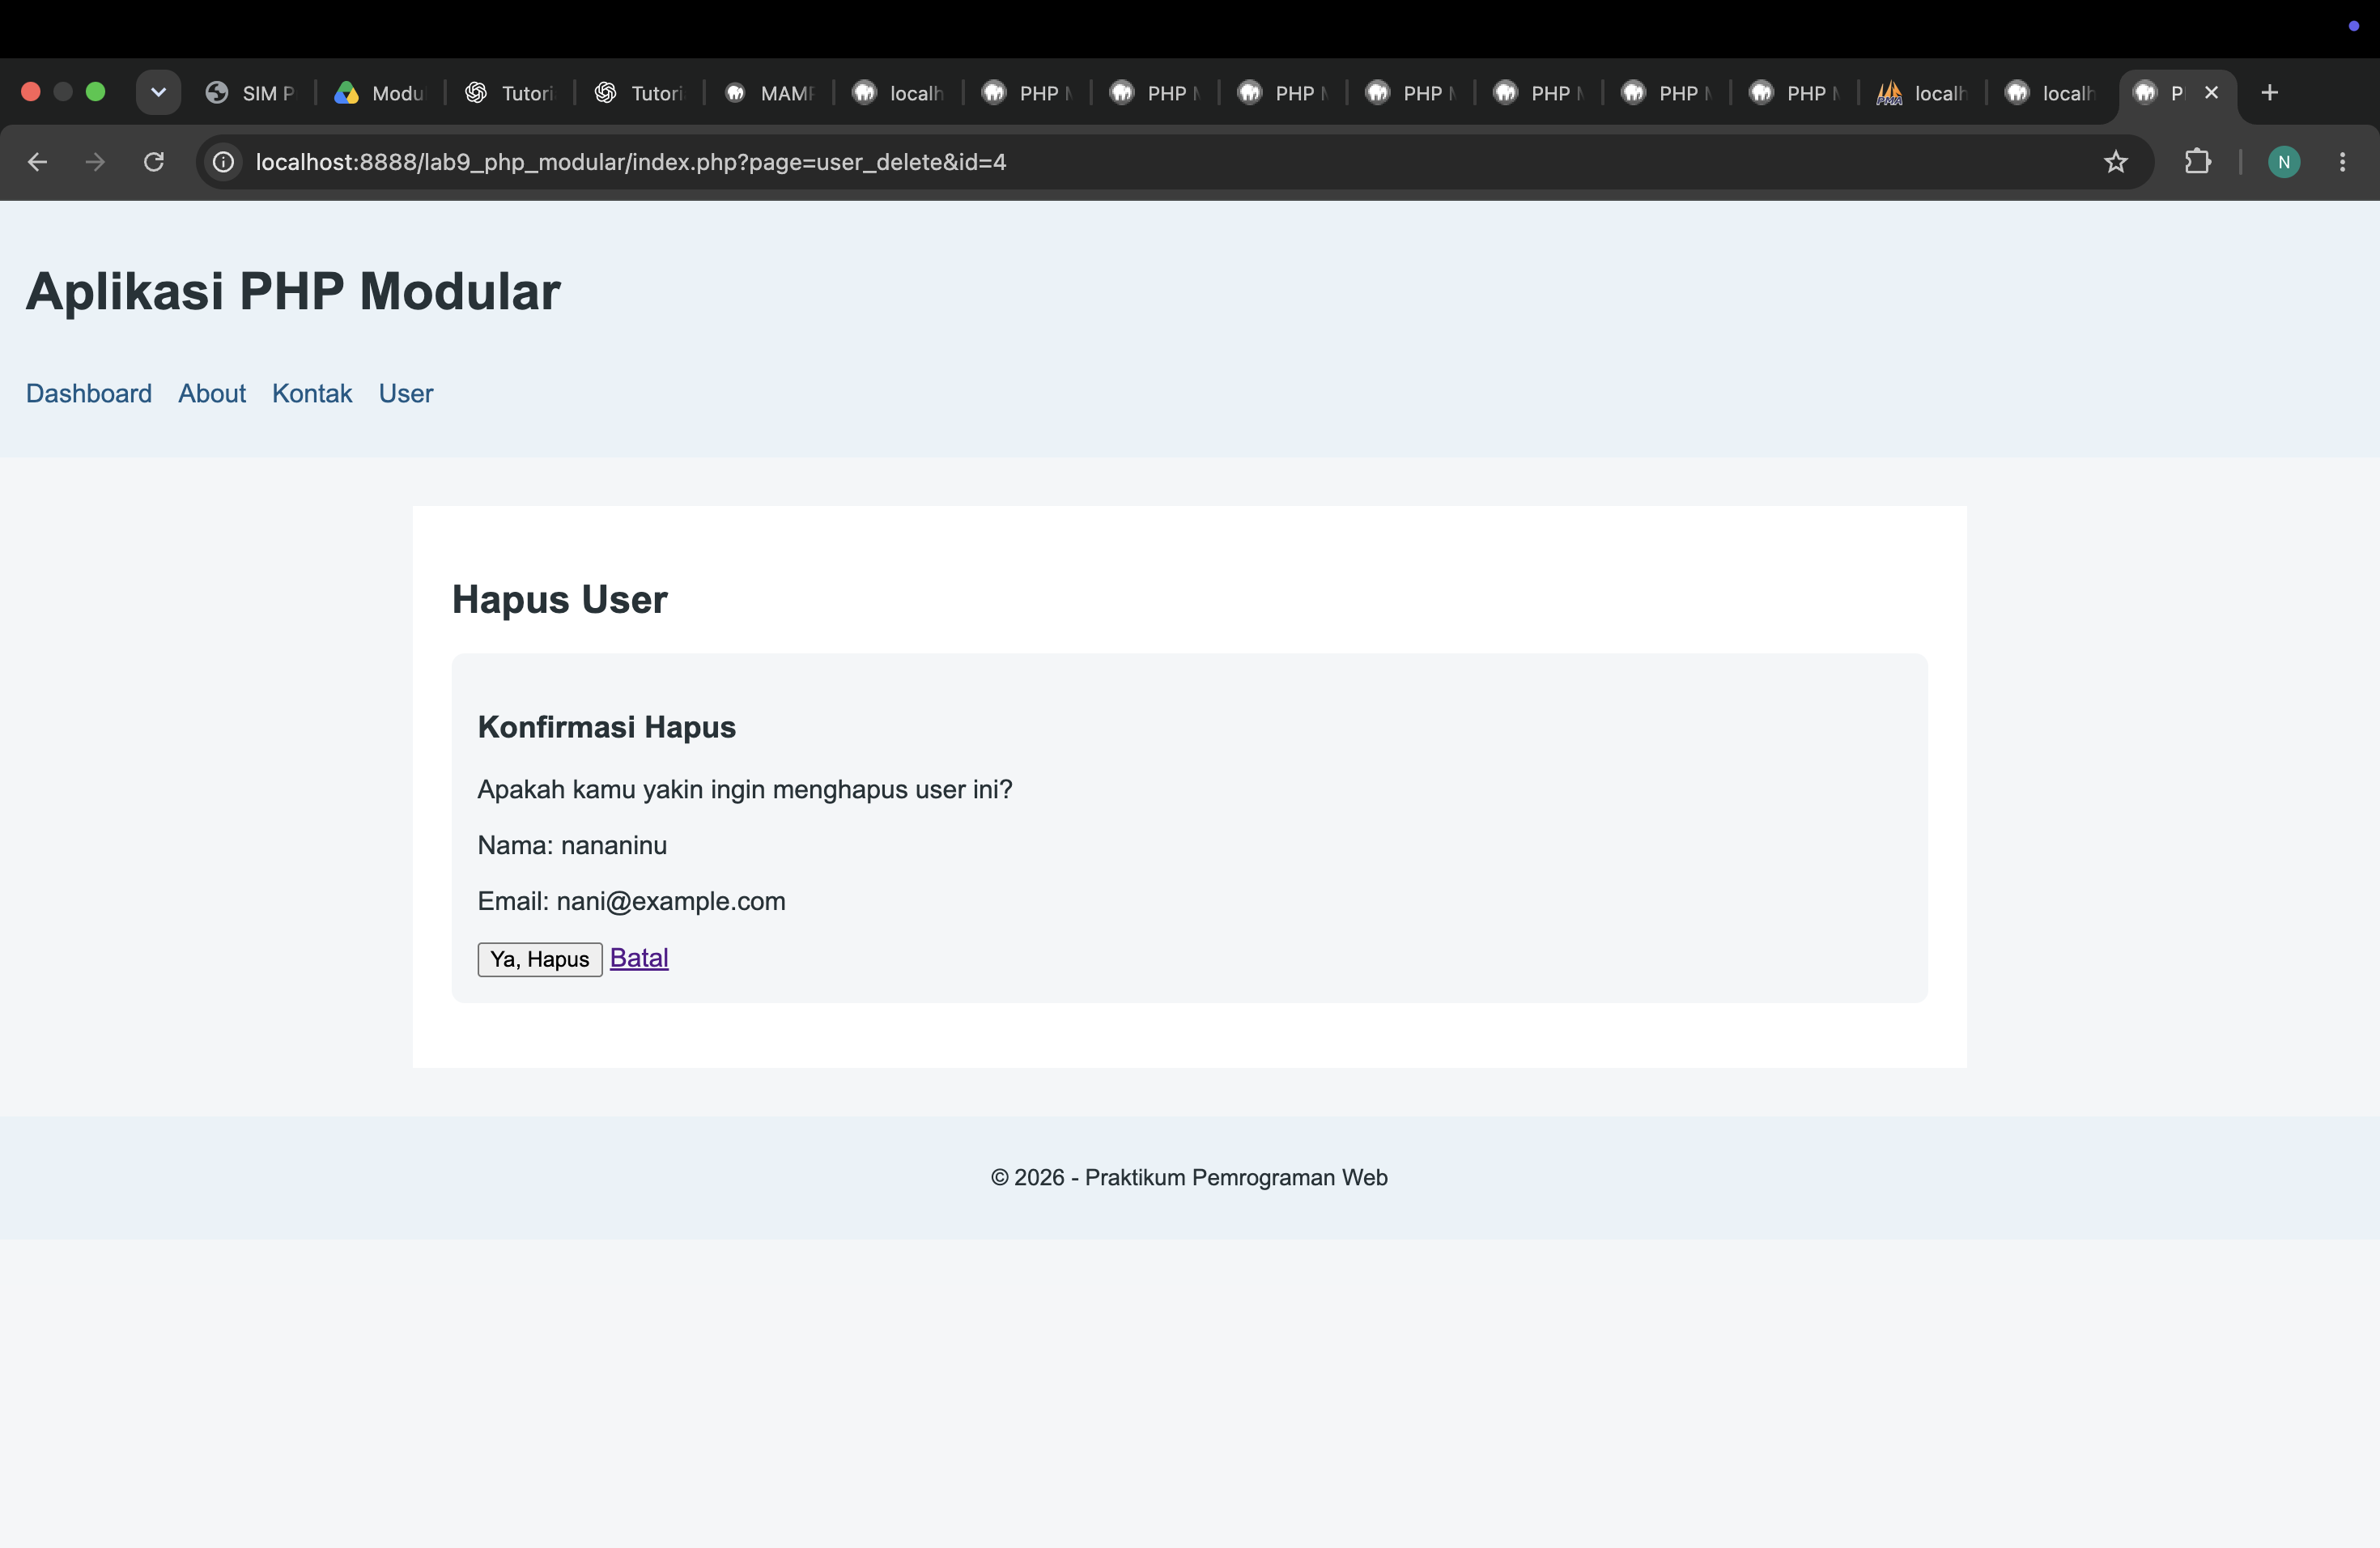 SIM P
Modul
Tutori
Tutori
MAMP
localh
PHP M
PHP M
PHP M
PHP M
PHP M
PHP M
PHP M
localh
localh
P
localhost:8888/lab9_php_modular/index.php?page=user_delete&id=4
N
Aplikasi PHP Modular
Dashboard About Kontak User
Hapus User
Konfirmasi Hapus
Apakah kamu yakin ingin menghapus user ini?
Nama: nananinu
Email: nani@example.com
Ya, Hapus Batal
© 2026 - Praktikum Pemrograman Web